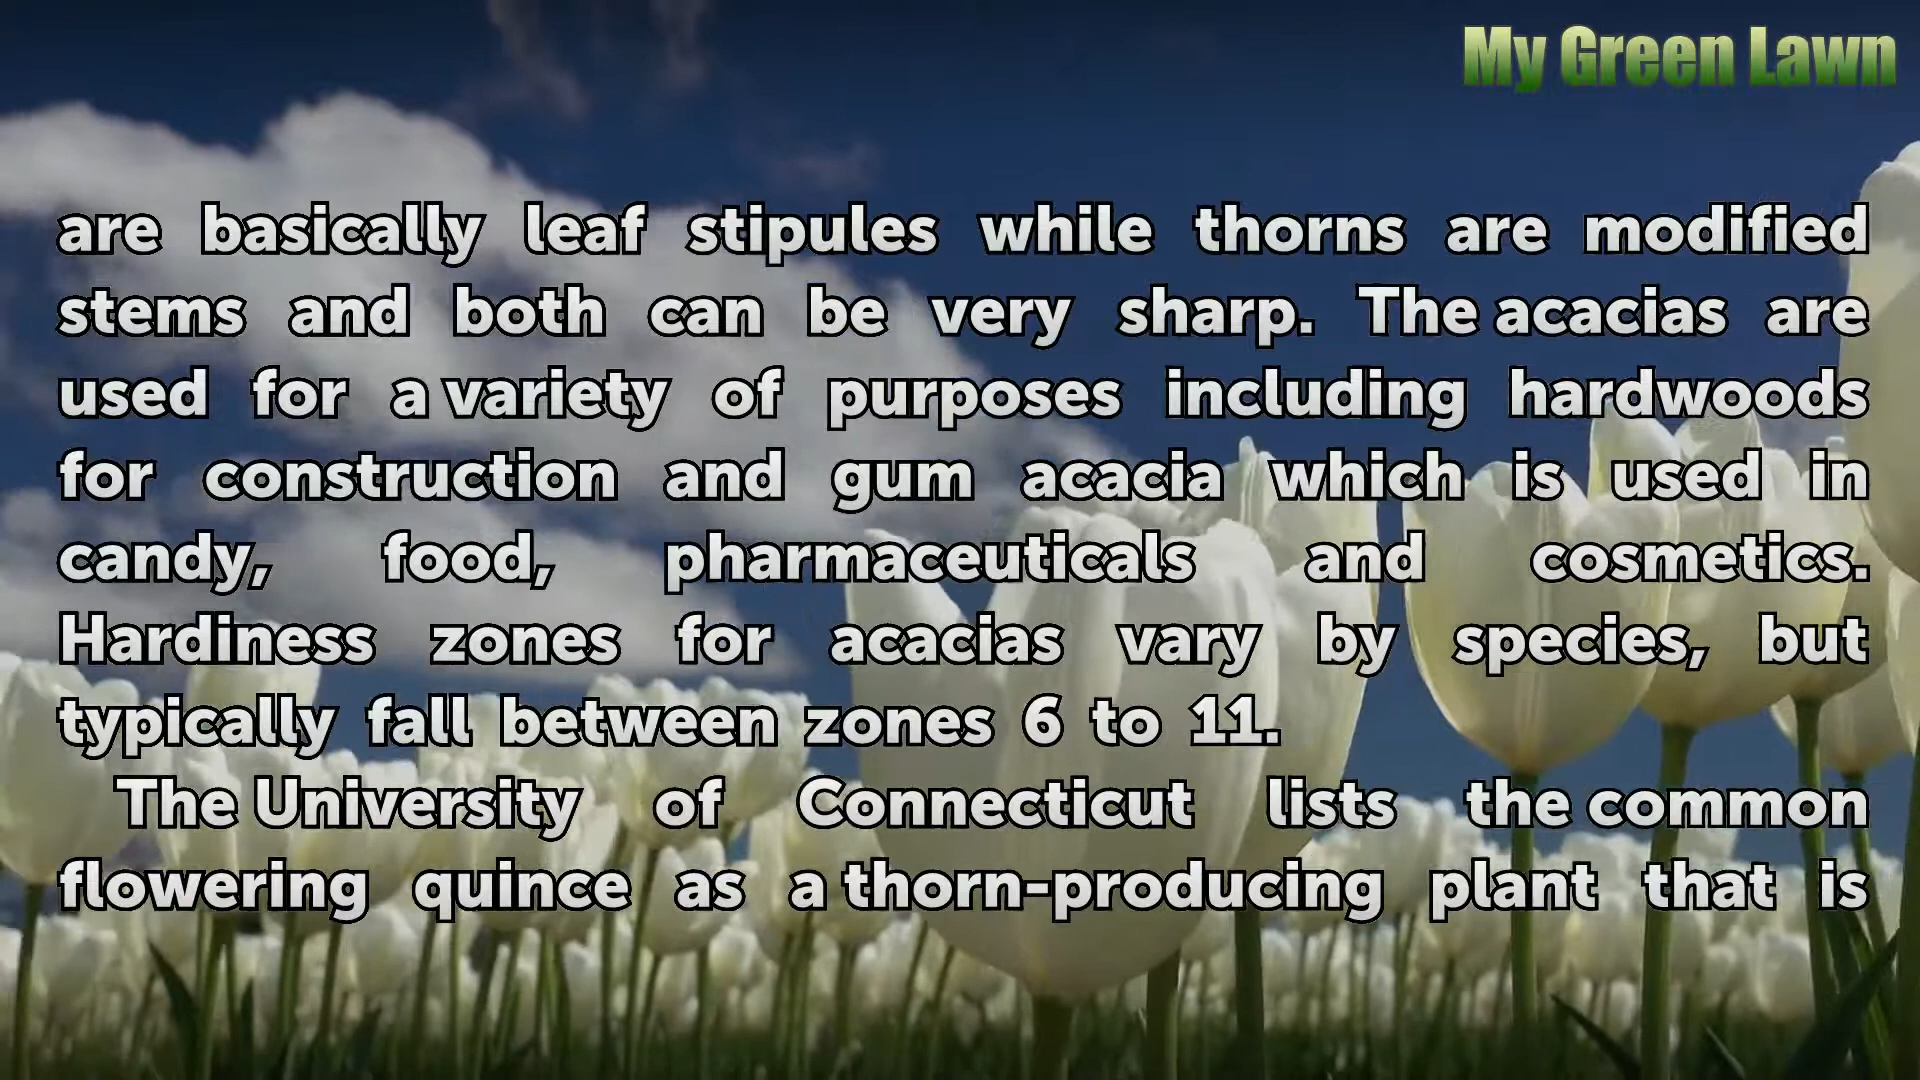 My Green Lawn
are basically leaf stipules while thorns are modified
stems and both can be very sharp. The acacias are
used for a variety of purposes including hardwoods
for construction and gum acacia which is used in
candy, food, pharmaceuticals and cosmetics.
Hardiness zones for acacias vary by species, but
typically fall between zones 6 to 11.
The University of Connecticut lists the common
flowering quince as a thorn-producing plant that is